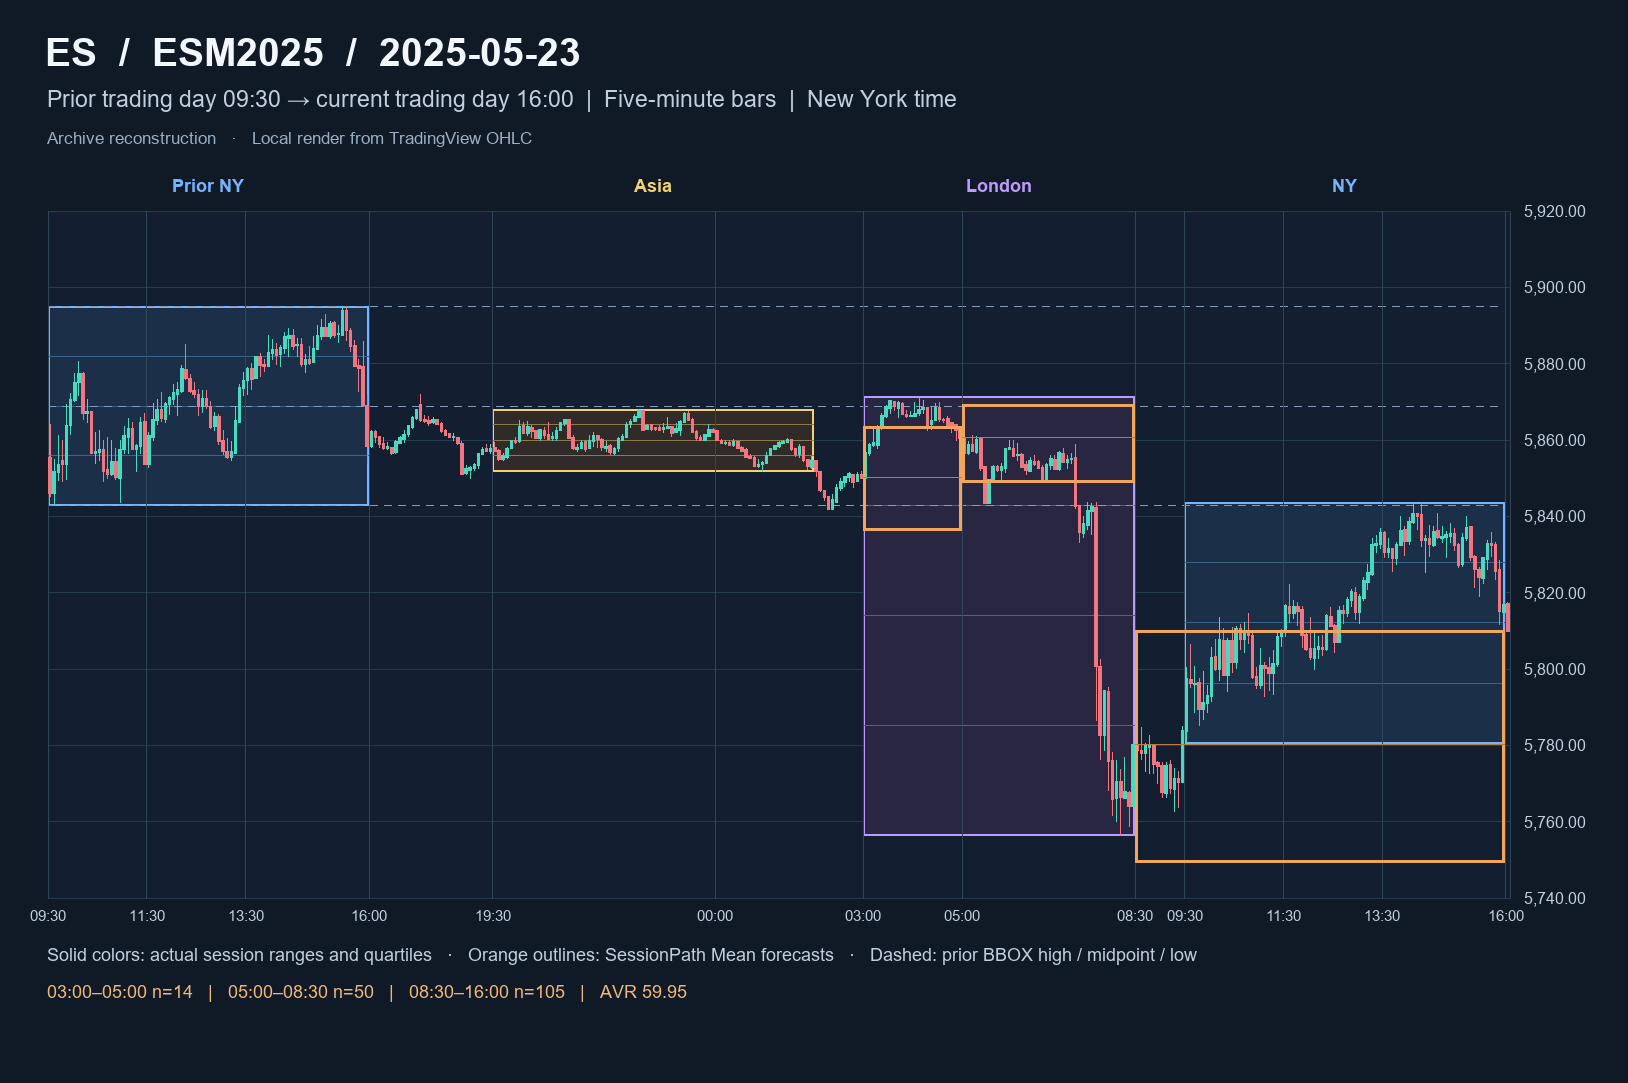 ES / ESM2025 / 2025-05-23
Prior trading day 09:30 → current trading day 16:00 | Five-minute bars | New York time
Archive reconstruction · Local render from TradingView OHLC
Prior NY Asia London NY
5,920.00
5,900.00
5,880.00
5,860.00
5,840.00
5,820.00
5,800.00
5,780.00
5,760.00
5,740.00
09:30 11:30 13:30 16:00 19:30 00:00 03:00 05:00 08:30 09:30 11:30 13:30 16:00
Solid colors: actual session ranges and quartiles · Orange outlines: SessionPath Mean forecasts · Dashed: prior BBOX high / midpoint / low
03:00–05:00 n=14 | 05:00–08:30 n=50 | 08:30–16:00 n=105 | AVR 59.95